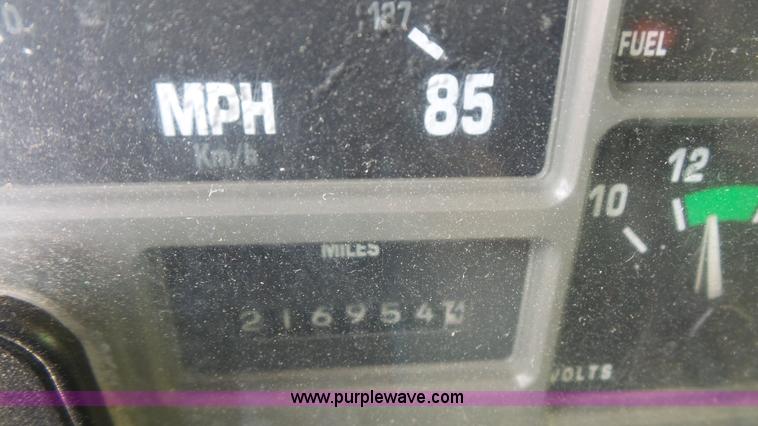 137
FUEL
MPH
85
Km/h
12
10
MILES
216954
VOLTS
www.purplewave.com